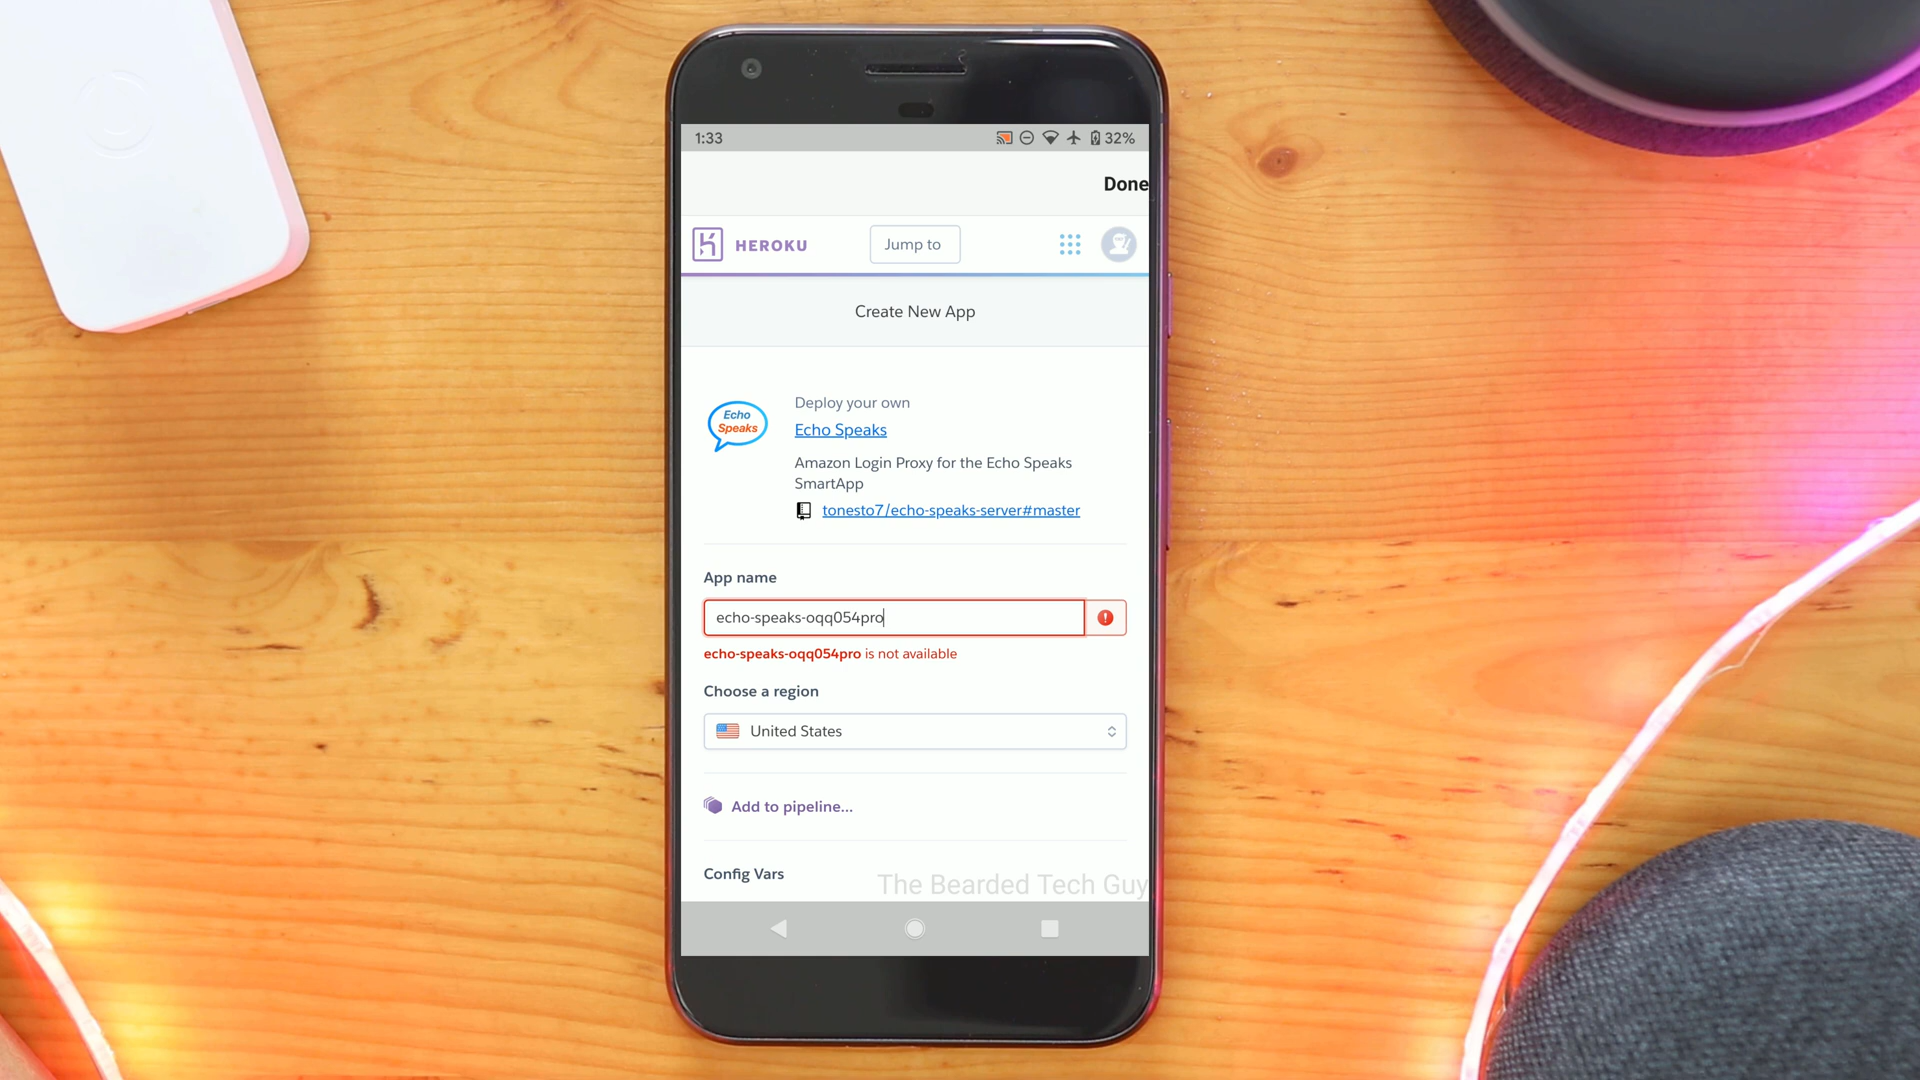 1:33
32%
Done
HEROKU
Jump to
Create New App
Echo
Speaks
Deploy your own
Echo Speaks
Amazon Login Proxy for the Echo Speaks
SmartApp
tonesto7/echo-speaks-server#master
App name
echo-speaks-oqq054pro
echo-speaks-oqq054pro is not available
Choose a region
United States
Add to pipeline...
Config Vars
The Bearded Tech Guy